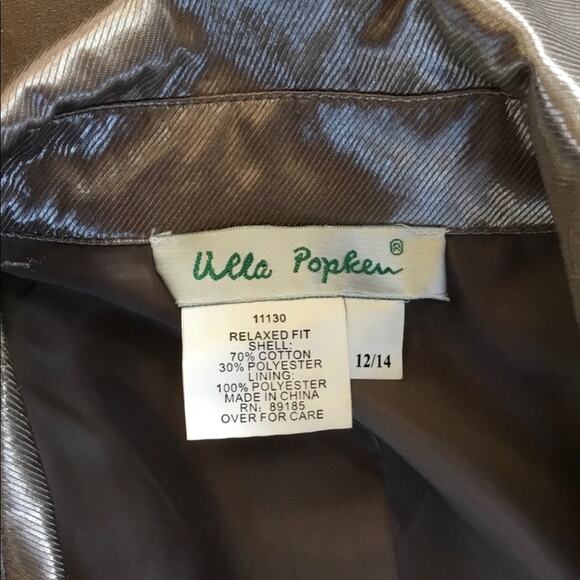 Ulla Popken®
11130
RELAXED FIT
SHELL:
70% COTTON
30% POLYESTER
LINING:
100% POLYESTER
MADE IN CHINA
RN: 89185
OVER FOR CARE
12/14